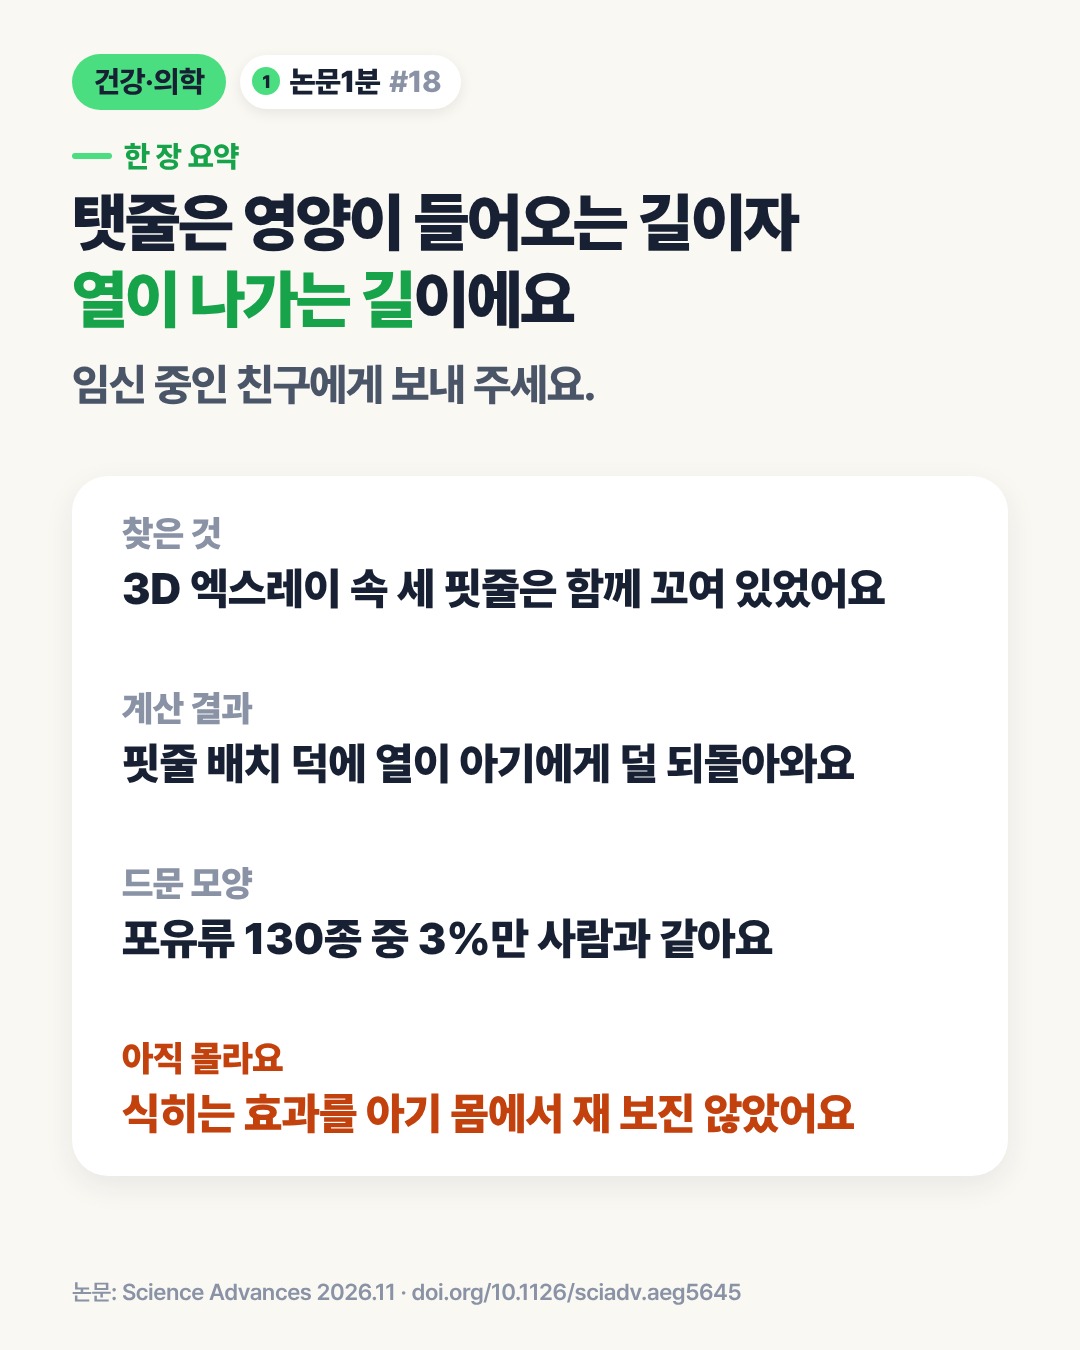 건강·의학
1 논문1분 #18
한 장 요약
탯줄은 영양이 들어오는 길이자
열이 나가는 길이에요
임신 중인 친구에게 보내 주세요.
찾은 것
3D 엑스레이 속 세 핏줄은 함께 꼬여 있었어요
계산 결과
핏줄 배치 덕에 열이 아기에게 덜 되돌아와요
드문 모양
포유류 130종 중 3%만 사람과 같아요
아직 몰라요
식히는 효과를 아기 몸에서 재 보진 않았어요
논문: Science Advances 2026.11 · doi.org/10.1126/sciadv.aeg5645